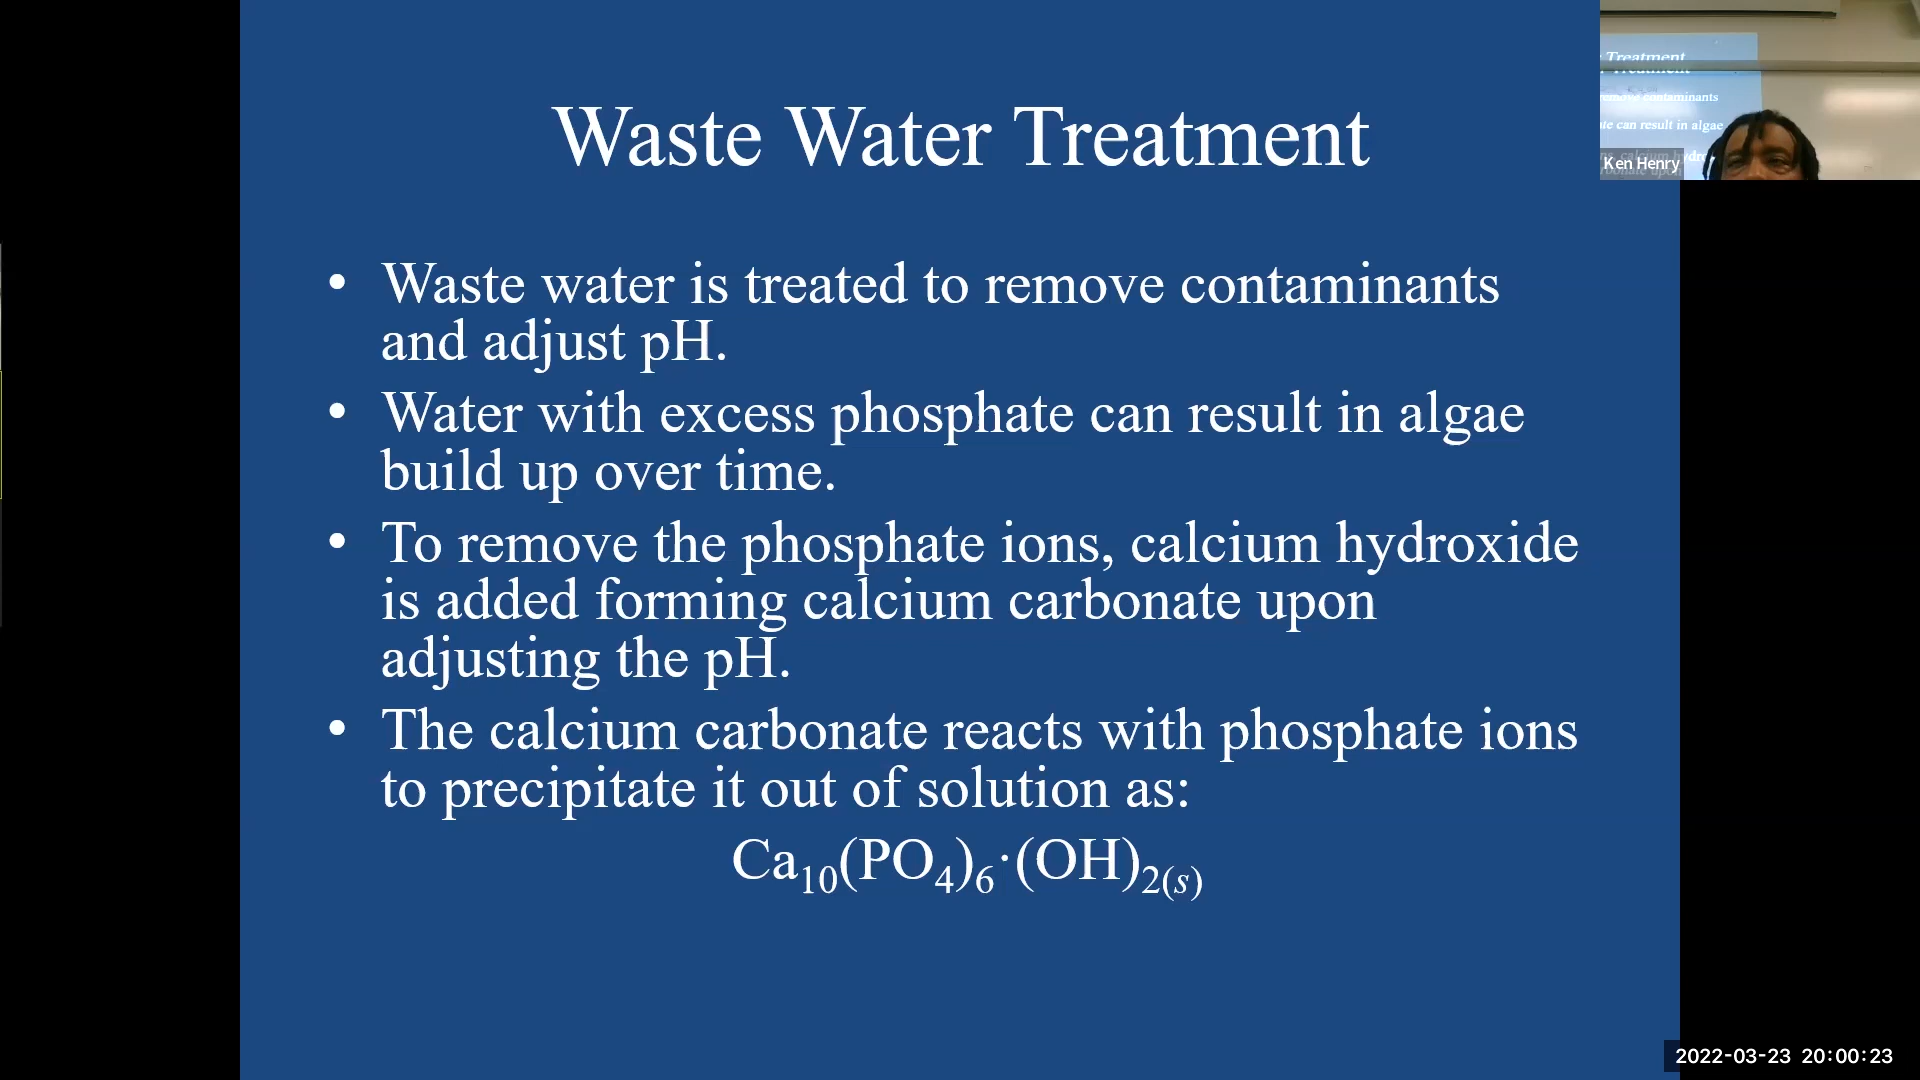 Waste Water Treatment
• Waste water is treated to remove contaminants
and adjust pH.
• Water with excess phosphate can result in algae
build up over time.
• To remove the phosphate ions, calcium hydroxide
is added forming calcium carbonate upon
adjusting the pH.
• The calcium carbonate reacts with phosphate ions
to precipitate it out of solution as:
Ca₁₀(PO₄)₆·(OH)₂₍ₛ₎
Treatment
contaminants
can result in algae
Ken Henry
2022-03-23 20:00:23